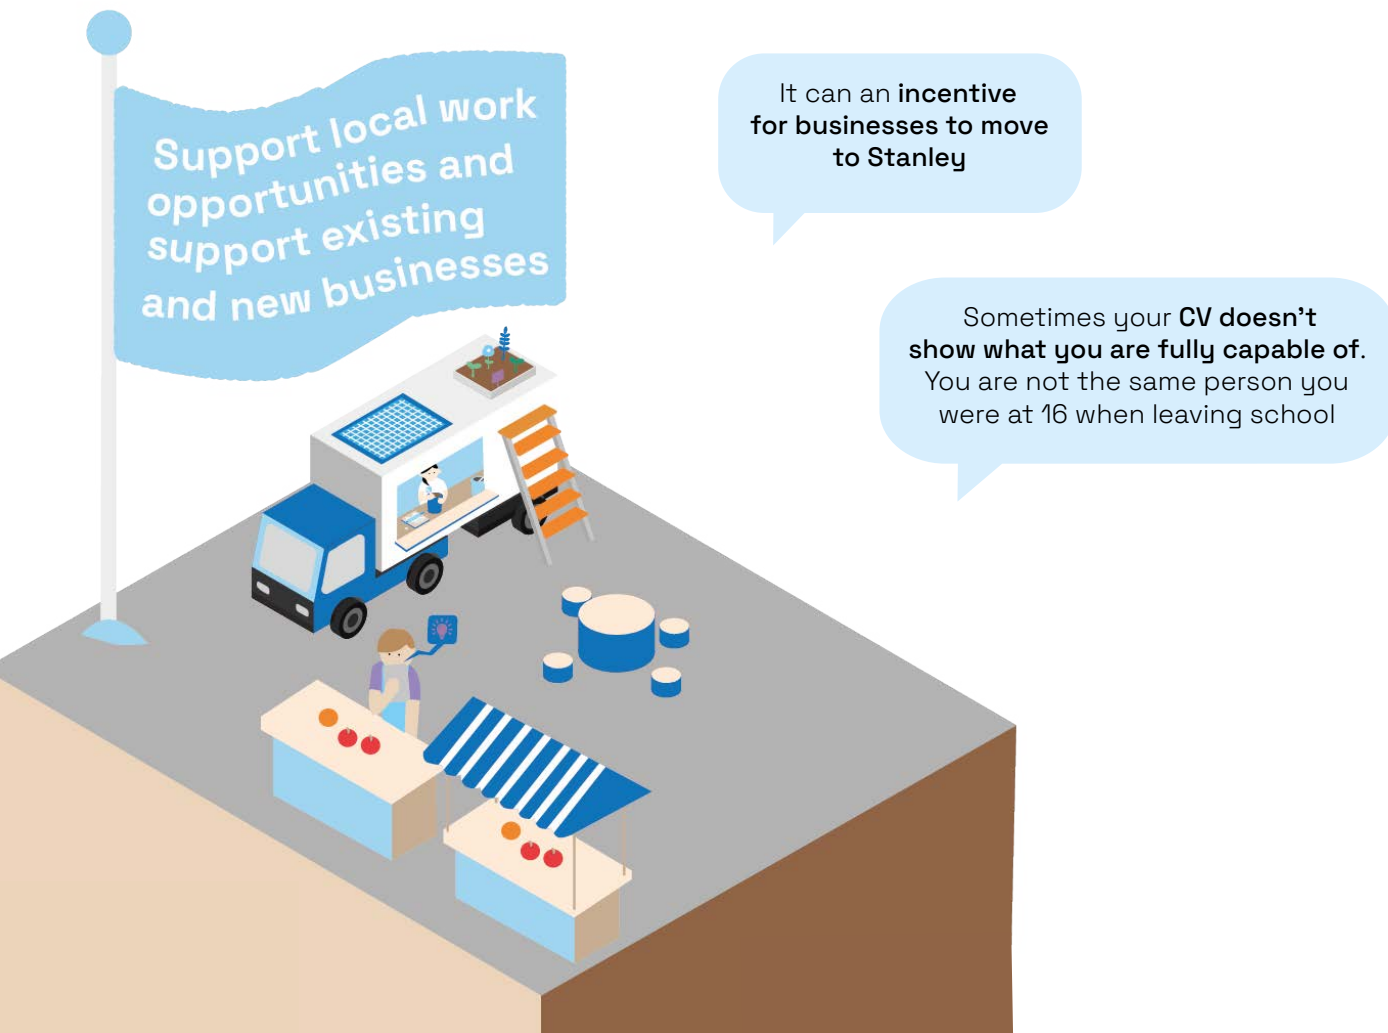 Support local work
opportunities and
support existing
and new businesses
It can an incentive
for businesses to move
to Stanley
Sometimes your CV doesn't
show what you are fully capable of.
You are not the same person you
were at 16 when leaving school